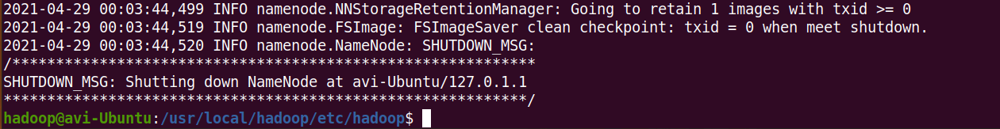 2021-04-29 00:03:44,499 INFO namenode.NNStorageRetentionManager: Going to retain 1 images with txid >= 0
2021-04-29 00:03:44,519 INFO namenode.FSImage: FSImageSaver clean checkpoint: txid = 0 when meet shutdown.
2021-04-29 00:03:44,520 INFO namenode.NameNode: SHUTDOWN_MSG:
/************************************************************
SHUTDOWN_MSG: Shutting down NameNode at avi-Ubuntu/127.0.1.1
************************************************************/
hadoop@avi-Ubuntu:/usr/local/hadoop/etc/hadoop$